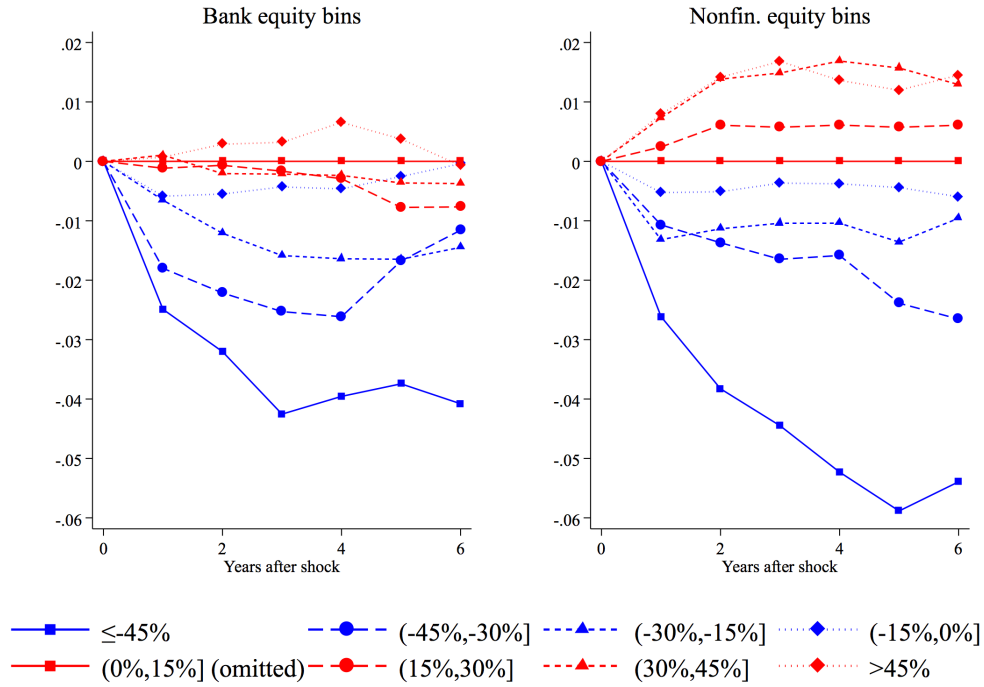 Bank equity bins
.02
.01
0
-.01
-.02
-.03
-.04
-.05
-.06
0 2 4 6
Years after shock
Nonfin. equity bins
.02
.01
0
-.01
-.02
-.03
-.04
-.05
-.06
0 2 4 6
Years after shock
≤-45% (-45%,-30%] (-30%,-15%] (-15%,0%]
(0%,15%] (omitted) (15%,30%] (30%,45%] >45%